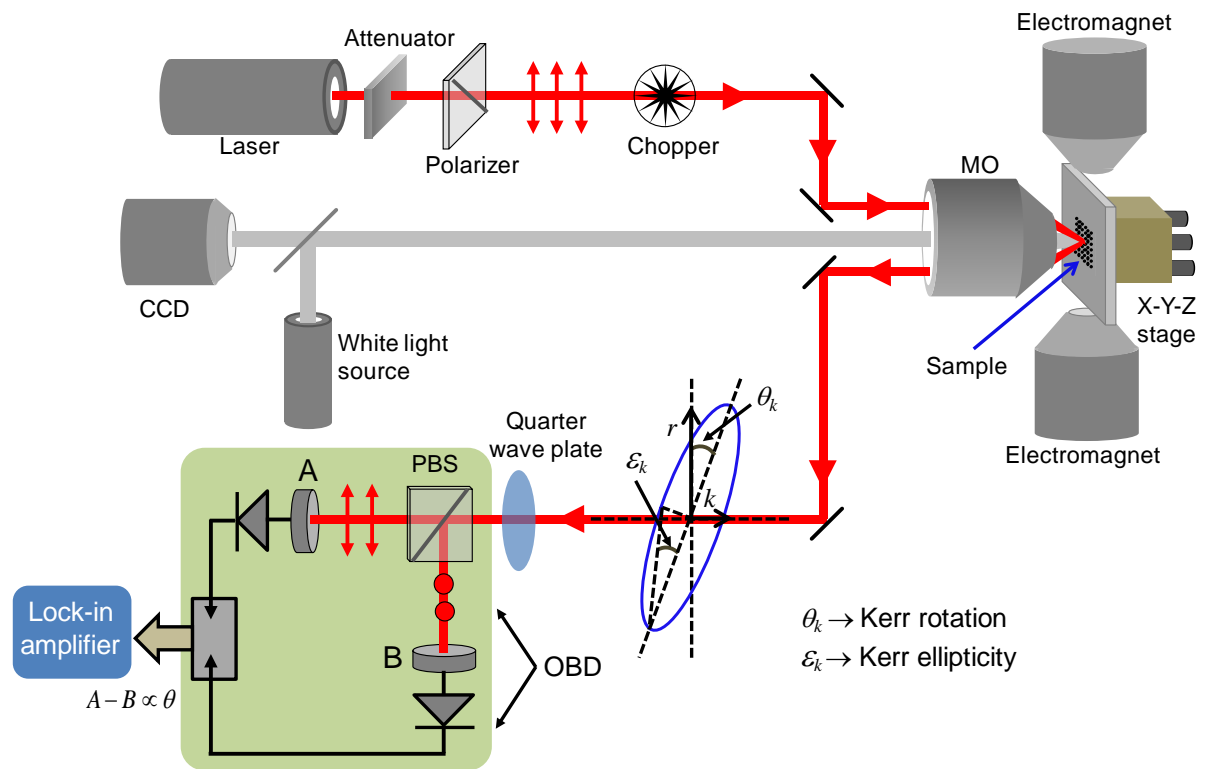 Electromagnet
Attenuator
Laser
Polarizer
Chopper
MO
CCD
White light
source
X-Y-Z
stage
Sample
Electromagnet
Quarter
wave plate
θk
r
εk
k
A
PBS
Lock-in
amplifier
B
OBD
A – B ∝ θ
θk → Kerr rotation
εk → Kerr ellipticity